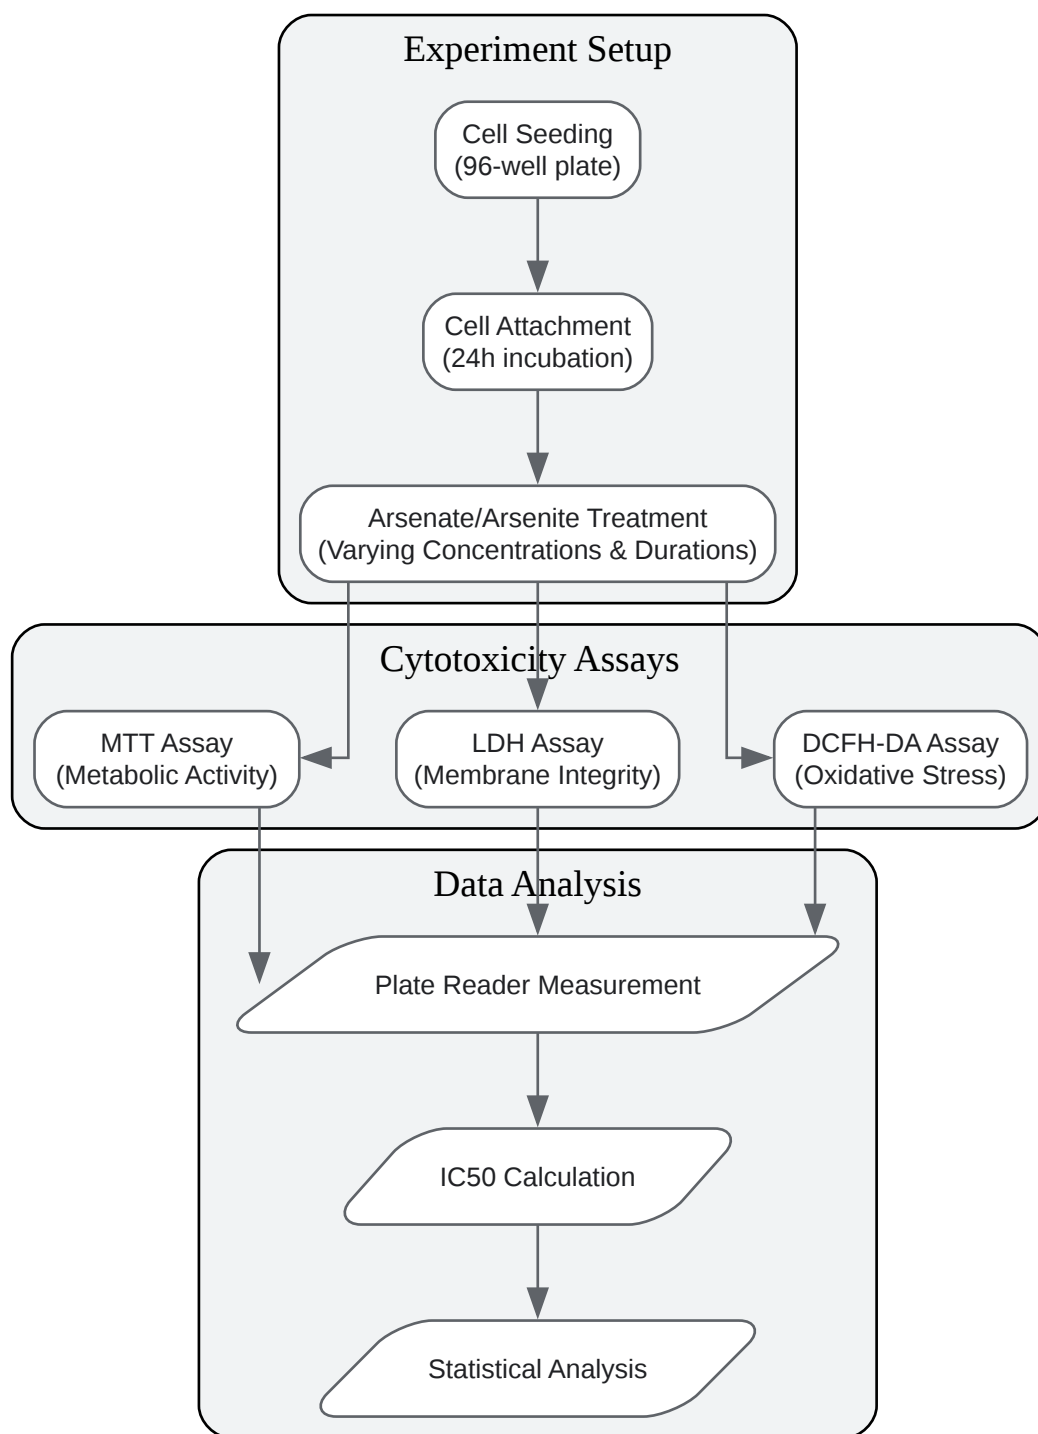 Experiment Setup
Cell Seeding
(96-well plate)
Cell Attachment
(24h incubation)
Arsenate/Arsenite Treatment
(Varying Concentrations & Durations)
Cytotoxicity Assays
MTT Assay
(Metabolic Activity)
LDH Assay
(Membrane Integrity)
DCFH-DA Assay
(Oxidative Stress)
Data Analysis
Plate Reader Measurement
IC50 Calculation
Statistical Analysis